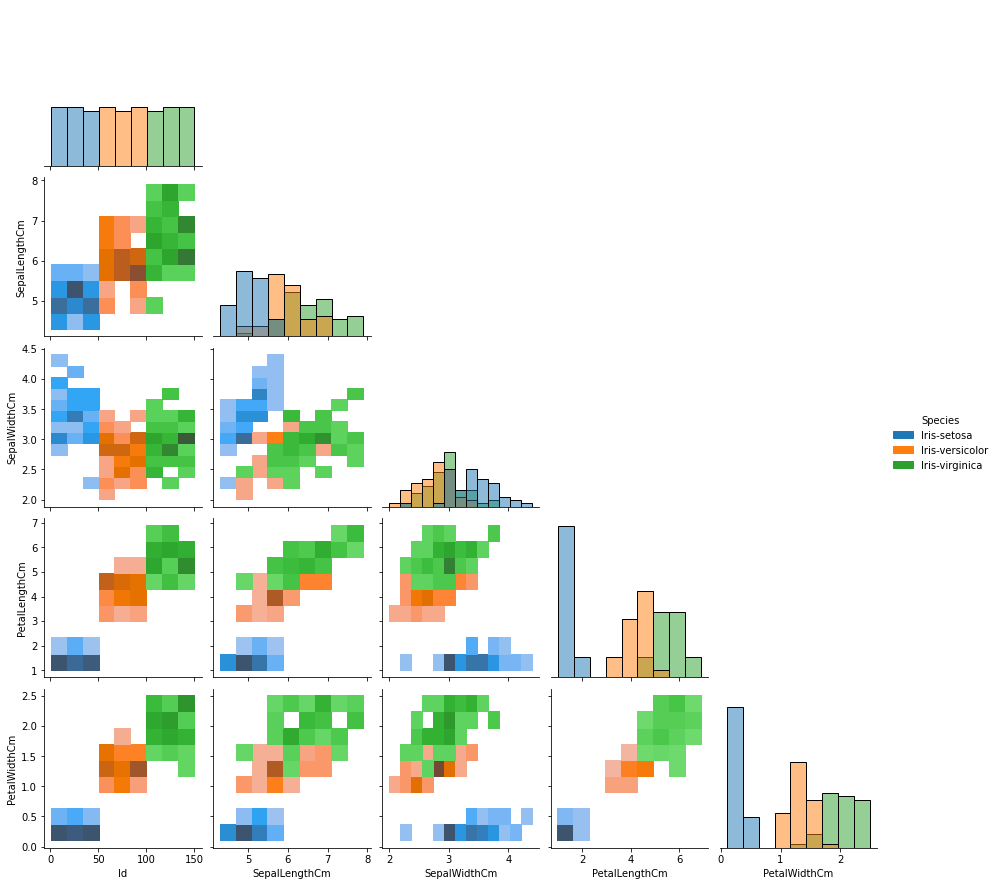 8
7
6
5
SepalLengthCm
4.5
4.0
3.5
3.0
2.5
2.0
SepalWidthCm
Species
Iris-setosa
Iris-versicolor
Iris-virginica
7
6
5
4
3
2
1
PetalLengthCm
2.5
2.0
1.5
1.0
0.5
0.0
PetalWidthCm
0 50 100 150
5 6 7 8
2 3 4
2 4 6
0 1 2
Id
SepalLengthCm
SepalWidthCm
PetalLengthCm
PetalWidthCm